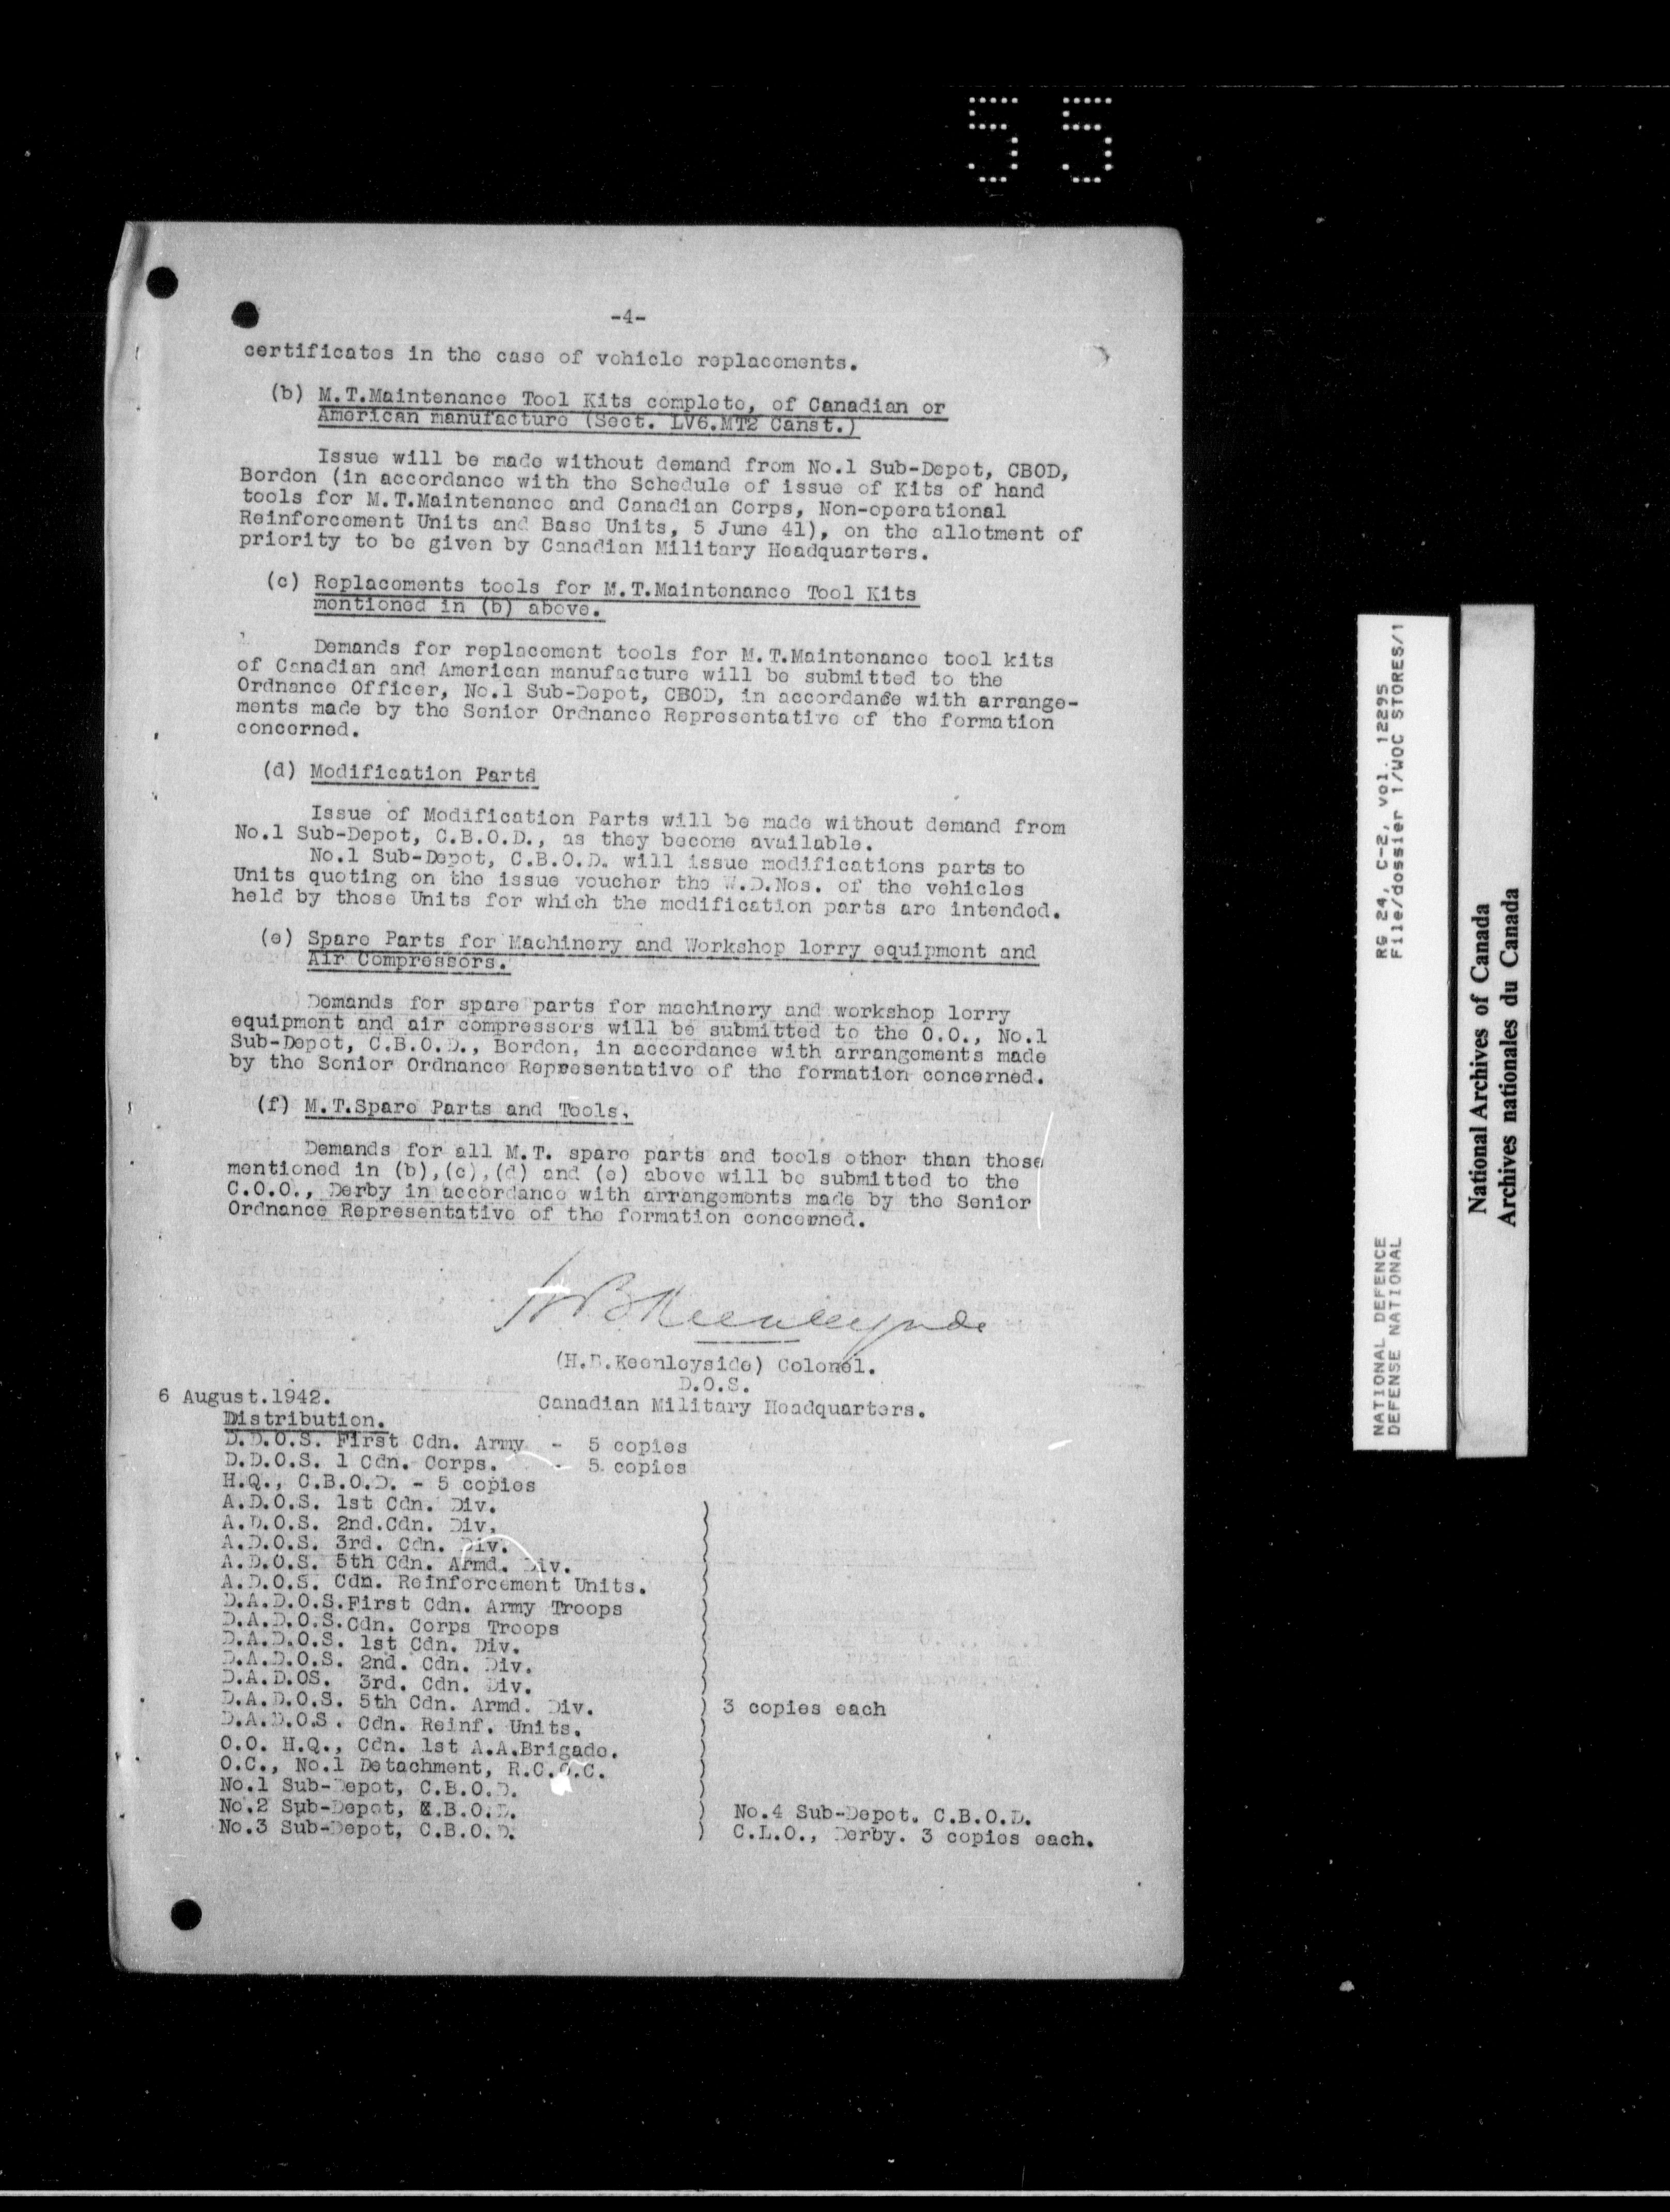 55
-4-
certificates in the case of vehicle replacements.
(b) M.T.Maintenance Tool Kits complete, of Canadian or
American manufacture (Sect. LV6.MT2 Canst.)
Issue will be made without demand from No.1 Sub-Depot, CBOD,
Bordon (in accordance with the Schedule of issue of Kits of hand
tools for M.T.Maintenance and Canadian Corps, Non-operational
Reinforcement Units and Base Units, 5 June 41), on the allotment of
priority to be given by Canadian Military Headquarters.
(c) Replacements tools for M.T.Maintenance Tool Kits
mentioned in (b) above.
Demands for replacement tools for M.T.Maintenance tool kits
of Canadian and American manufacture will be submitted to the
Ordnance Officer, No.1 Sub-Depot, CBOD, in accordance with arrange-
ments made by the Senior Ordnance Representative of the formation
concerned.
(d) Modification Parts
Issue of Modification Parts will be made without demand from
No.1 Sub-Depot, C.B.O.D., as they become available.
No.1 Sub-Depot, C.B.O.D. will issue modifications parts to
Units quoting on the issue voucher the W.D.Nos. of the vehicles
held by those Units for which the modification parts are intended.
(e) Spare Parts for Machinery and Workshop lorry equipment and
Air Compressors.
Demands for spare parts for machinery and workshop lorry
equipment and air compressors will be submitted to the O.O., No.1
Sub-Depot, C.B.O.D., Bordon, in accordance with arrangements made
by the Senior Ordnance Representative of the formation concerned.
(f) M.T.Spare Parts and Tools.
Demands for all M.T. spare parts and tools other than those
mentioned in (b),(c),(d) and (e) above will be submitted to the
C.O.O., Derby in accordance with arrangements made by the Senior
Ordnance Representative of the formation concerned.
HBKeenleyside
(H.B.Keenleyside) Colonel.
D.O.S.
Canadian Military Headquarters.
6 August.1942.
Distribution.
D.D.O.S. First Cdn. Army - 5 copies
D.D.O.S. 1 Cdn. Corps. - 5 copies
H.Q., C.B.O.D. - 5 copies
A.D.O.S. 1st Cdn. Div. )
A.D.O.S. 2nd.Cdn. Div. )
A.D.O.S. 3rd. Cdn. Div. )
A.D.O.S. 5th Cdn. Armd. Div. )
A.D.O.S. Cdn. Reinforcement Units. )
D.A.D.O.S.First Cdn. Army Troops )
D.A.D.O.S.Cdn. Corps Troops )
D.A.D.O.S. 1st Cdn. Div. )
D.A.D.O.S. 2nd. Cdn. Div. )
D.A.D.OS. 3rd. Cdn. Div. )
D.A.D.O.S. 5th Cdn. Armd. Div. ) 3 copies each
D.A.D.O.S. Cdn. Reinf. Units. )
O.O. H.Q., Cdn. 1st A.A.Brigade. )
O.C., No.1 Detachment, R.C.O.C. )
No.1 Sub-Depot, C.B.O.D. )
No.2 Sub-Depot, C.B.O.D. ) No.4 Sub-Depot. C.B.O.D.
No.3 Sub-Depot, C.B.O.D. ) C.L.O., Derby. 3 copies each.
NATIONAL DEFENCE RG 24, C-2, vol. 12295
DEFENSE NATIONAL File/dossier 1/WOC STORES/1
National Archives of Canada
Archives nationales du Canada